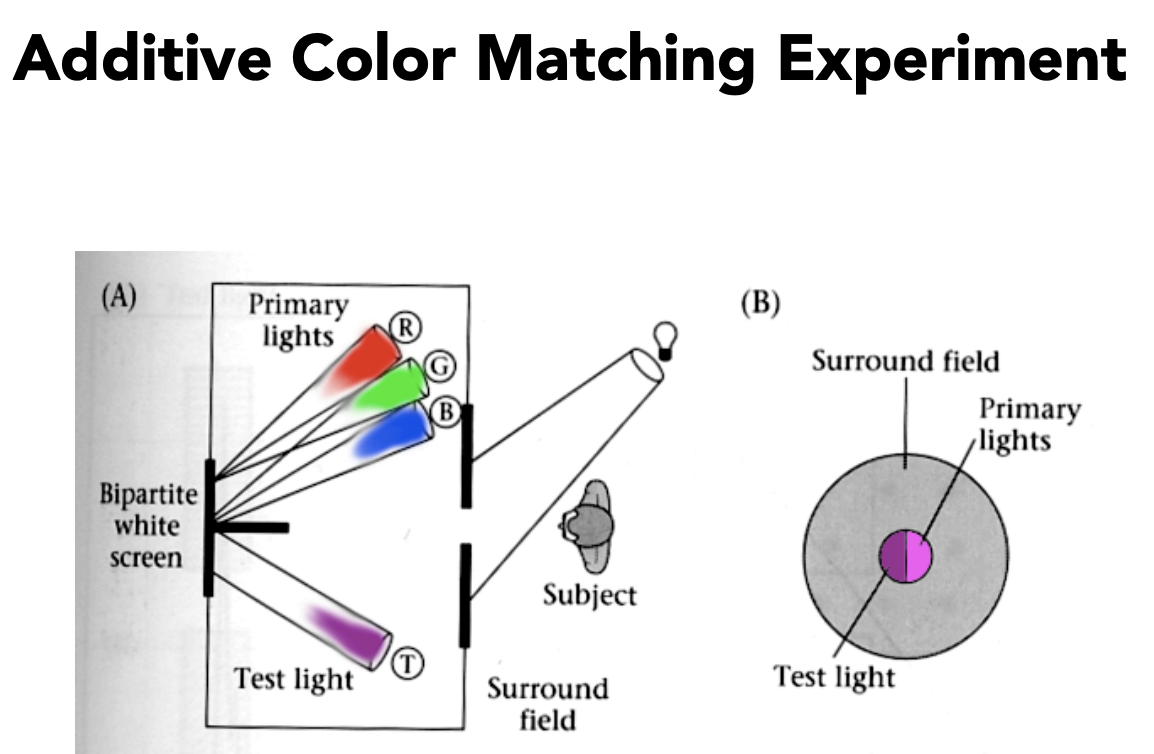 Additive Color Matching Experiment
(A)
Primary
lights
R
G
B
Bipartite
white
screen
Test light
T
Subject
Surround
field
(B)
Surround field
Primary
lights
Test light